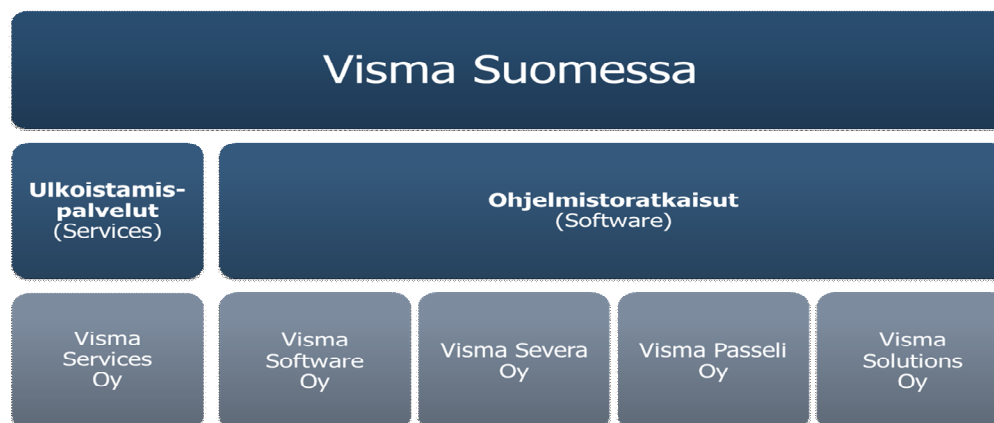 Visma Suomessa
Ulkoistamis-
palvelut
(Services)
Ohjelmistoratkaisut
(Software)
Visma
Services
Oy
Visma
Software
Oy
Visma Severa
Oy
Visma Passeli
Oy
Visma
Solutions
Oy